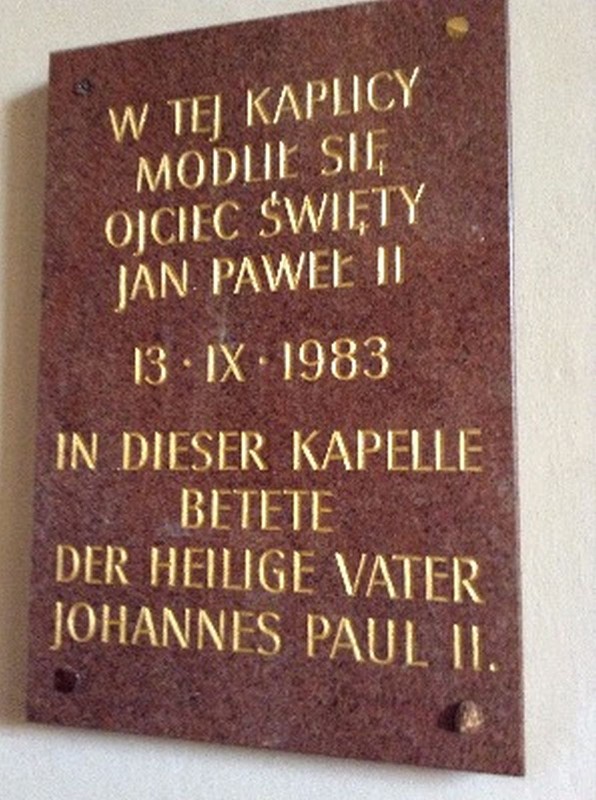 W TEJ KAPLICY
MODLIŁ SIĘ
OJCIEC ŚWIĘTY
JAN PAWEŁ II
13 · IX · 1983
IN DIESER KAPELLE
BETETE
DER HEILIGE VATER
JOHANNES PAUL II.